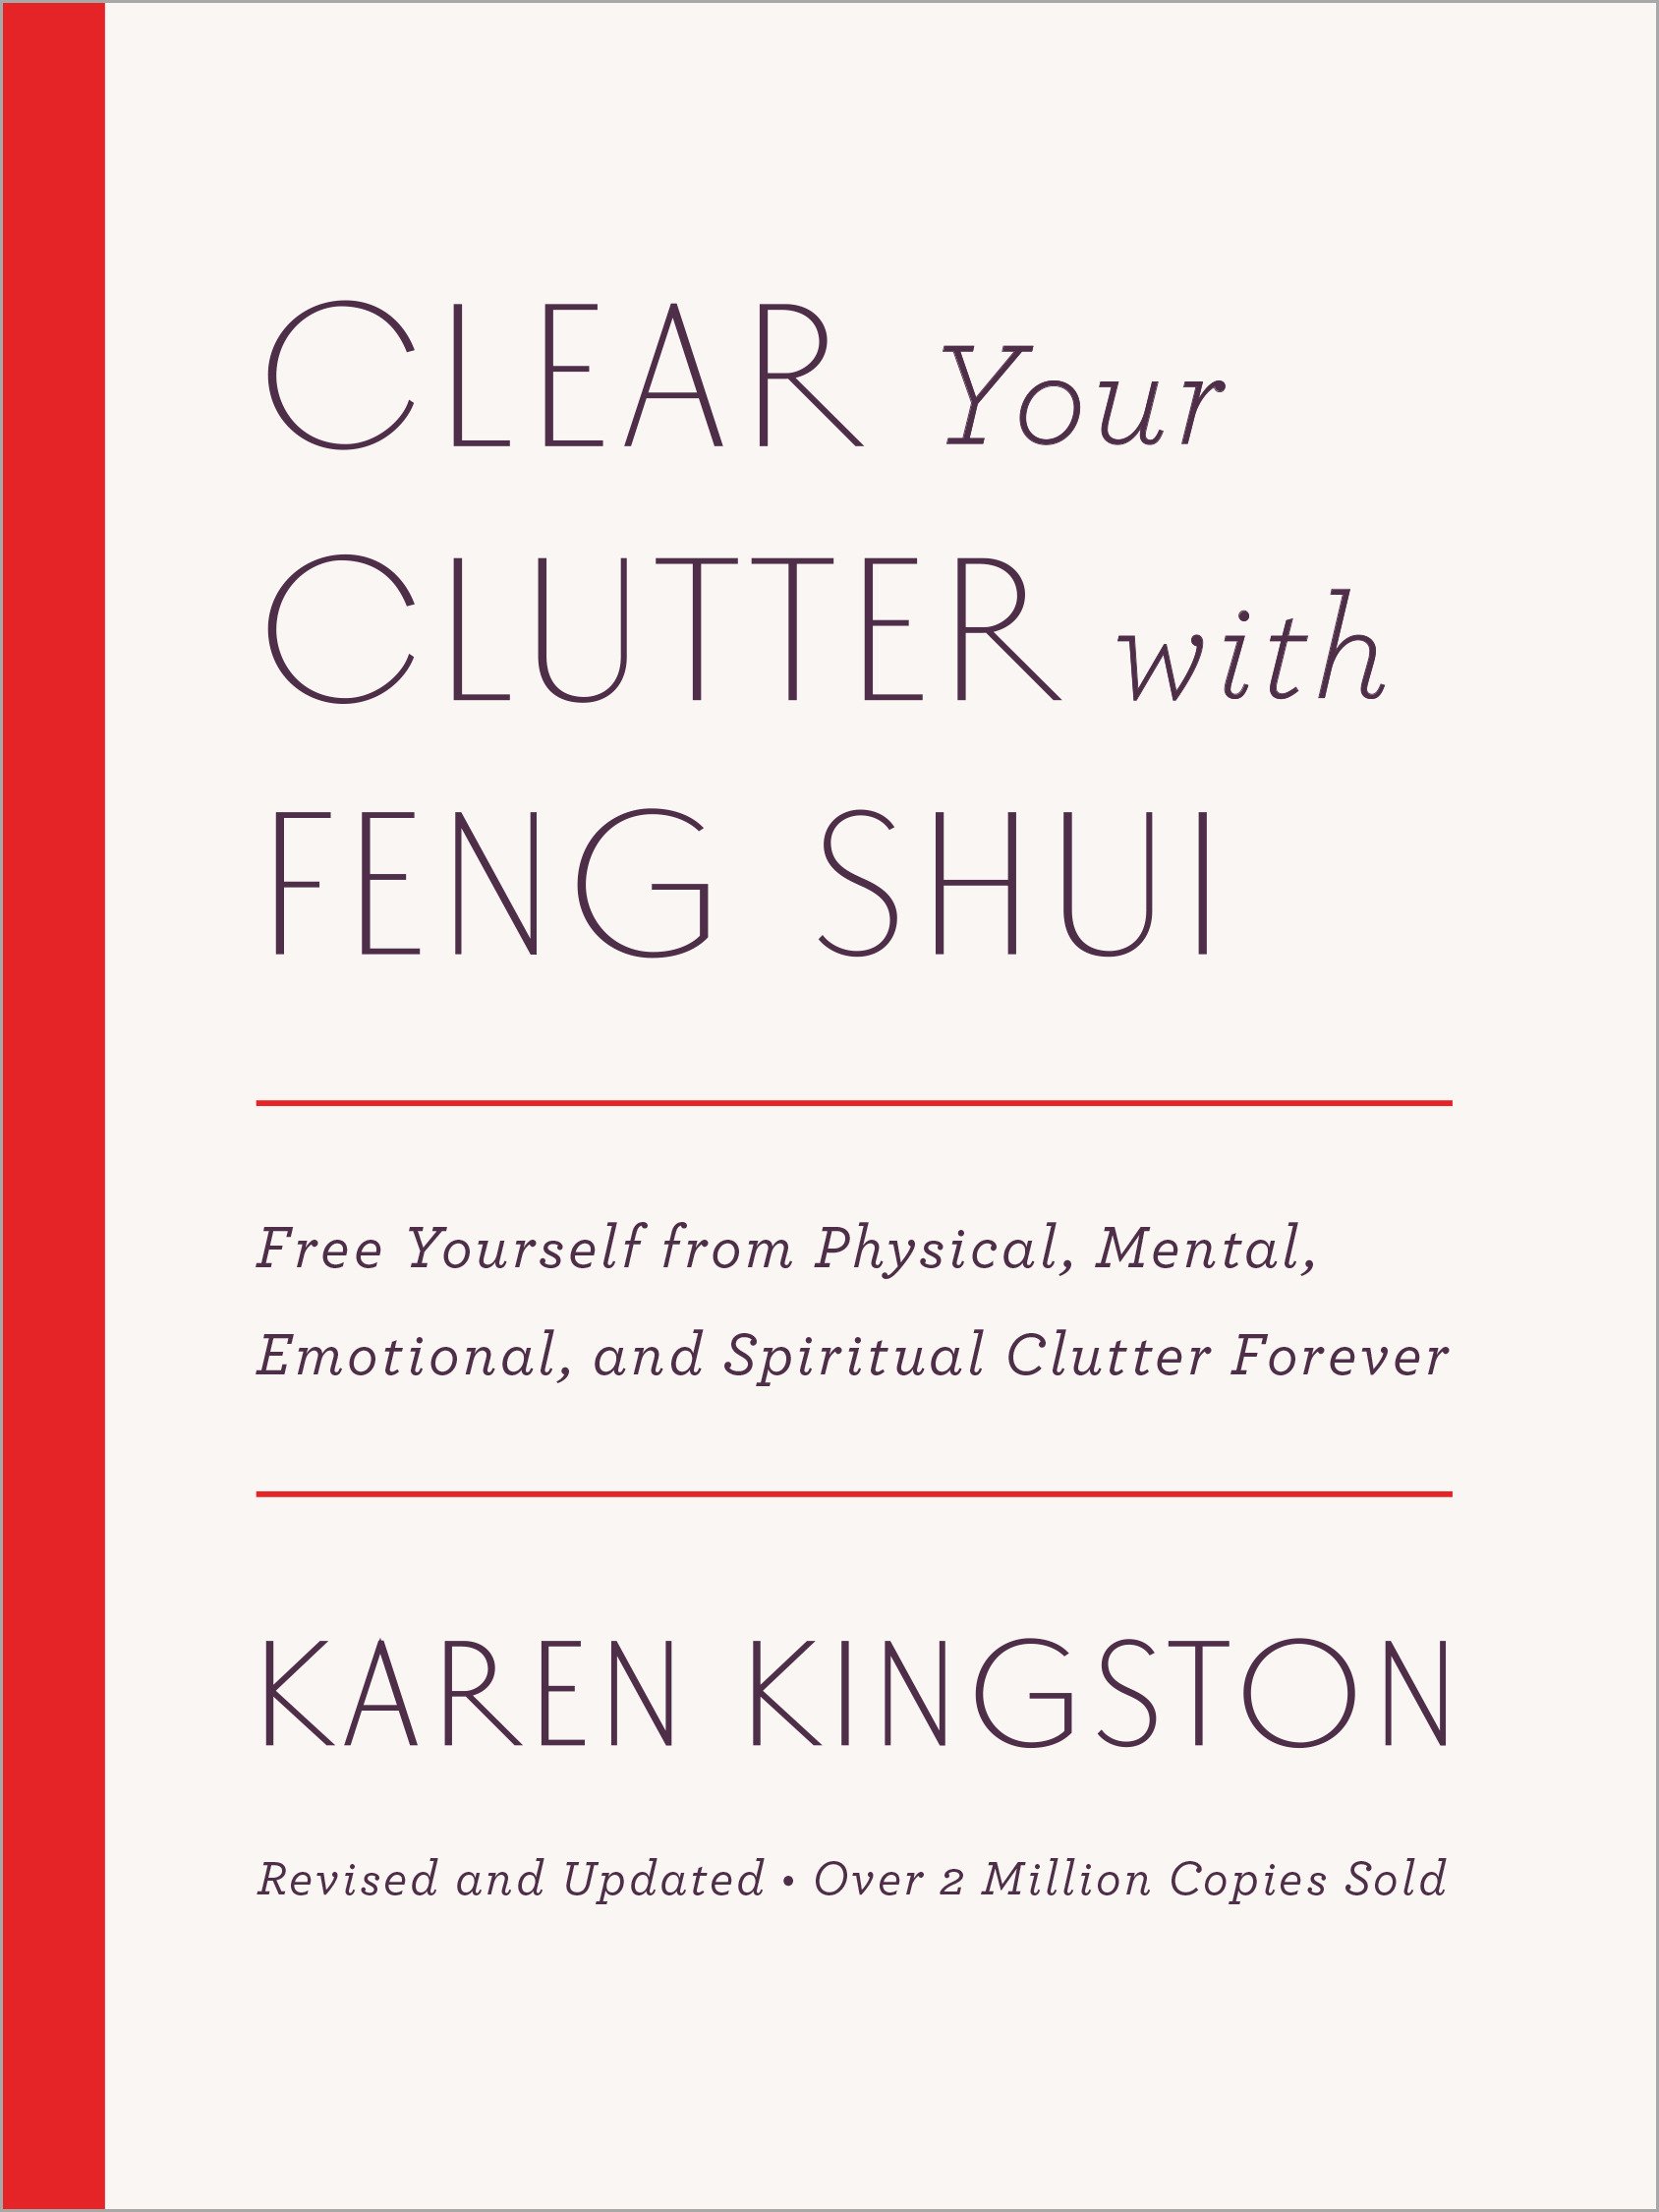 CLEAR Your
CLUTTER with
FENG SHUI
Free Yourself from Physical, Mental,
Emotional, and Spiritual Clutter Forever
KAREN KINGSTON
Revised and Updated • Over 2 Million Copies Sold